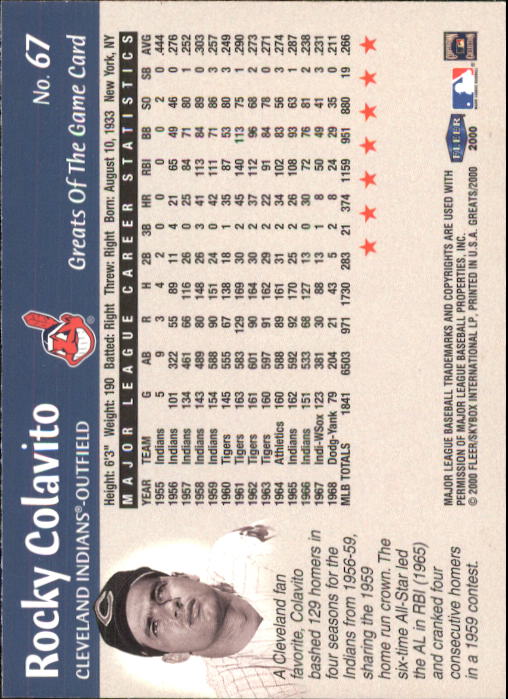 Rocky Colavito
No. 67
CLEVELAND INDIANS®-OUTFIELD
Greats Of The Game Card
Height: 6'3" Weight: 190 Batted: Right Threw: Right Born: August 10, 1933 New York, NY
MAJOR LEAGUE CAREER STATISTICS
YEAR TEAM G AB R H 2B 3B HR RBI BB SO SB AVG
1955 Indians 5 9 3 4 2 0 0 0 0 2 0 .444
1956 Indians 101 322 55 89 11 4 21 65 49 46 0 .276
1957 Indians 134 461 66 116 26 0 25 84 71 80 1 .252
1958 Indians 143 489 80 148 26 3 41 113 84 89 0 .303
1959 Indians 154 588 90 151 24 0 42 111 71 86 3 .257
1960 Tigers 145 555 67 138 18 1 35 87 53 80 3 .249
1961 Tigers 163 583 129 169 30 2 45 140 113 75 1 .290
1962 Tigers 161 601 90 164 30 2 37 112 96 68 2 .273
1963 Tigers 160 597 91 162 29 2 22 91 84 78 0 .271
1964 Athletics 160 588 89 161 31 2 34 102 83 56 3 .274
1965 Indians 162 592 92 170 25 2 26 108 93 63 1 .287
1966 Indians 151 533 68 127 13 0 30 72 76 81 2 .238
1967 Indi-WSox 123 381 30 88 13 1 8 50 49 41 3 .231
1968 Dodg-Yank 79 204 21 43 5 2 8 24 29 35 0 .211
MLB TOTALS 1841 6503 971 1730 283 21 374 1159 951 880 19 .266
A Cleveland fan
favorite, Colavito
bashed 129 homers in
four seasons for the
Indians from 1956-59,
sharing the 1959
home run crown. The
six-time All-Star led
the AL in RBI (1965)
and cranked four
consecutive homers
in a 1959 contest.
MAJOR LEAGUE BASEBALL TRADEMARKS AND COPYRIGHTS ARE USED WITH
PERMISSION OF MAJOR LEAGUE BASEBALL PROPERTIES, INC.
© 2000 FLEER/SKYBOX INTERNATIONAL LP, PRINTED IN U.S.A. GREATS/2000
FLEER
2000